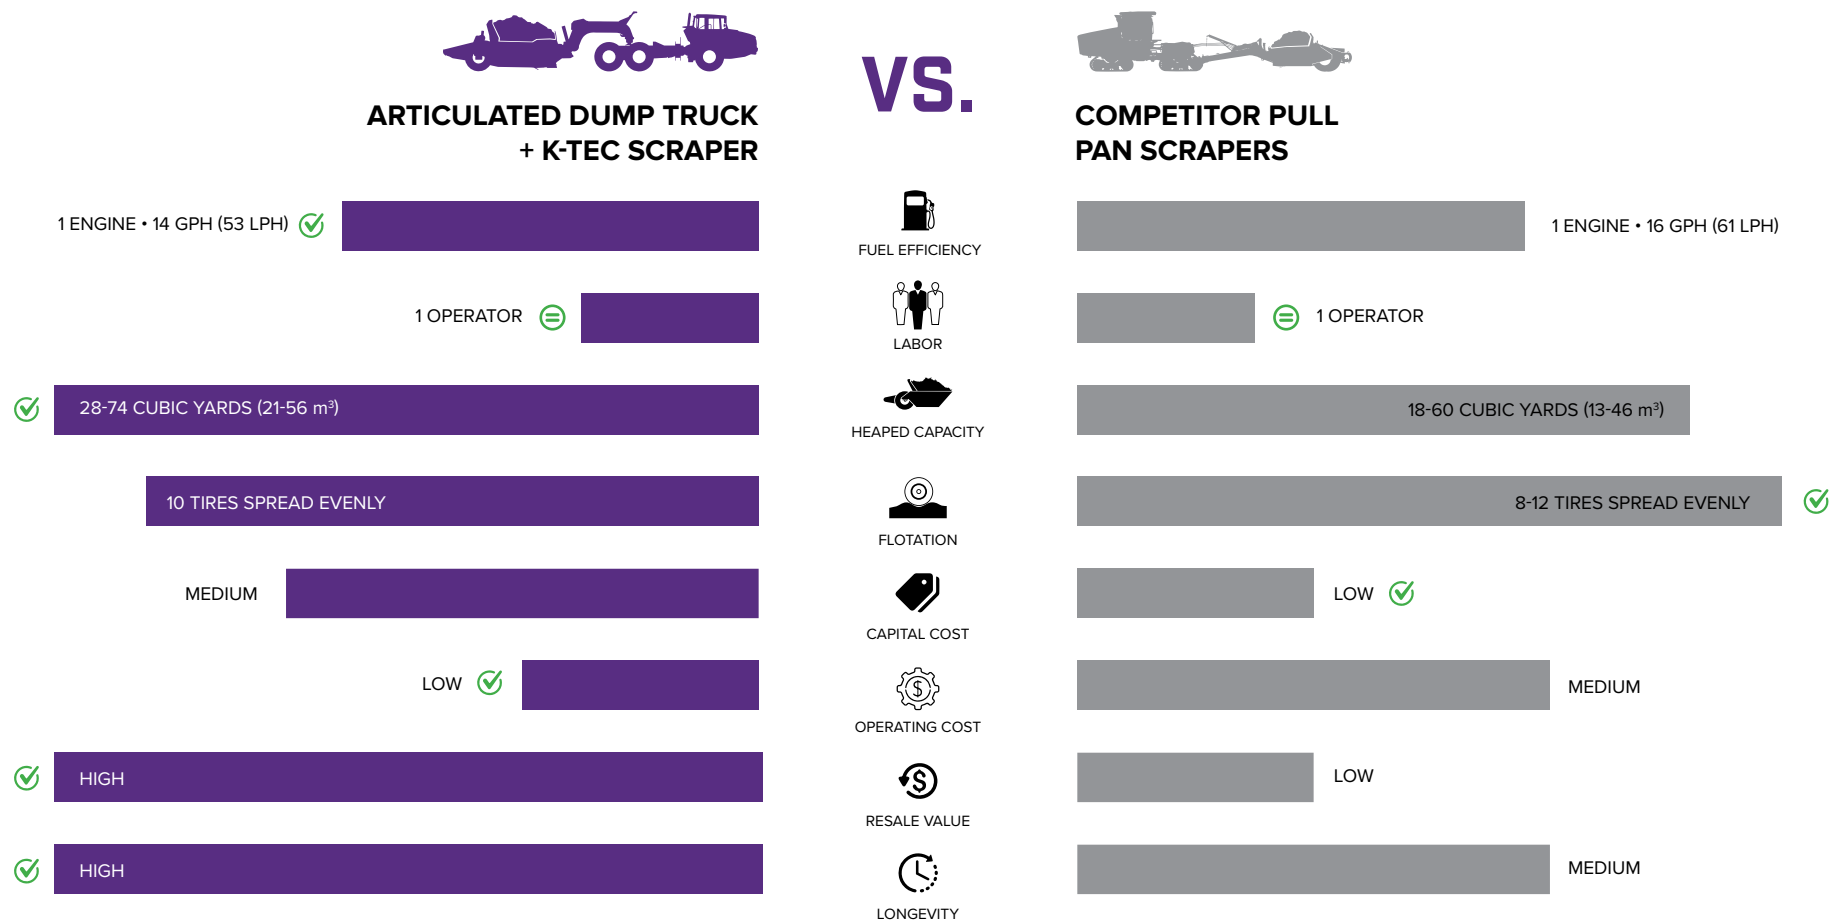 VS.
ARTICULATED DUMP TRUCK
+ K-TEC SCRAPER
COMPETITOR PULL
PAN SCRAPERS
1 ENGINE • 14 GPH (53 LPH)
FUEL EFFICIENCY
1 ENGINE • 16 GPH (61 LPH)
1 OPERATOR
LABOR
1 OPERATOR
28-74 CUBIC YARDS (21-56 m³)
HEAPED CAPACITY
18-60 CUBIC YARDS (13-46 m³)
10 TIRES SPREAD EVENLY
FLOTATION
8-12 TIRES SPREAD EVENLY
MEDIUM
CAPITAL COST
LOW
LOW
$
OPERATING COST
MEDIUM
HIGH
$
RESALE VALUE
LOW
HIGH
LONGEVITY
MEDIUM